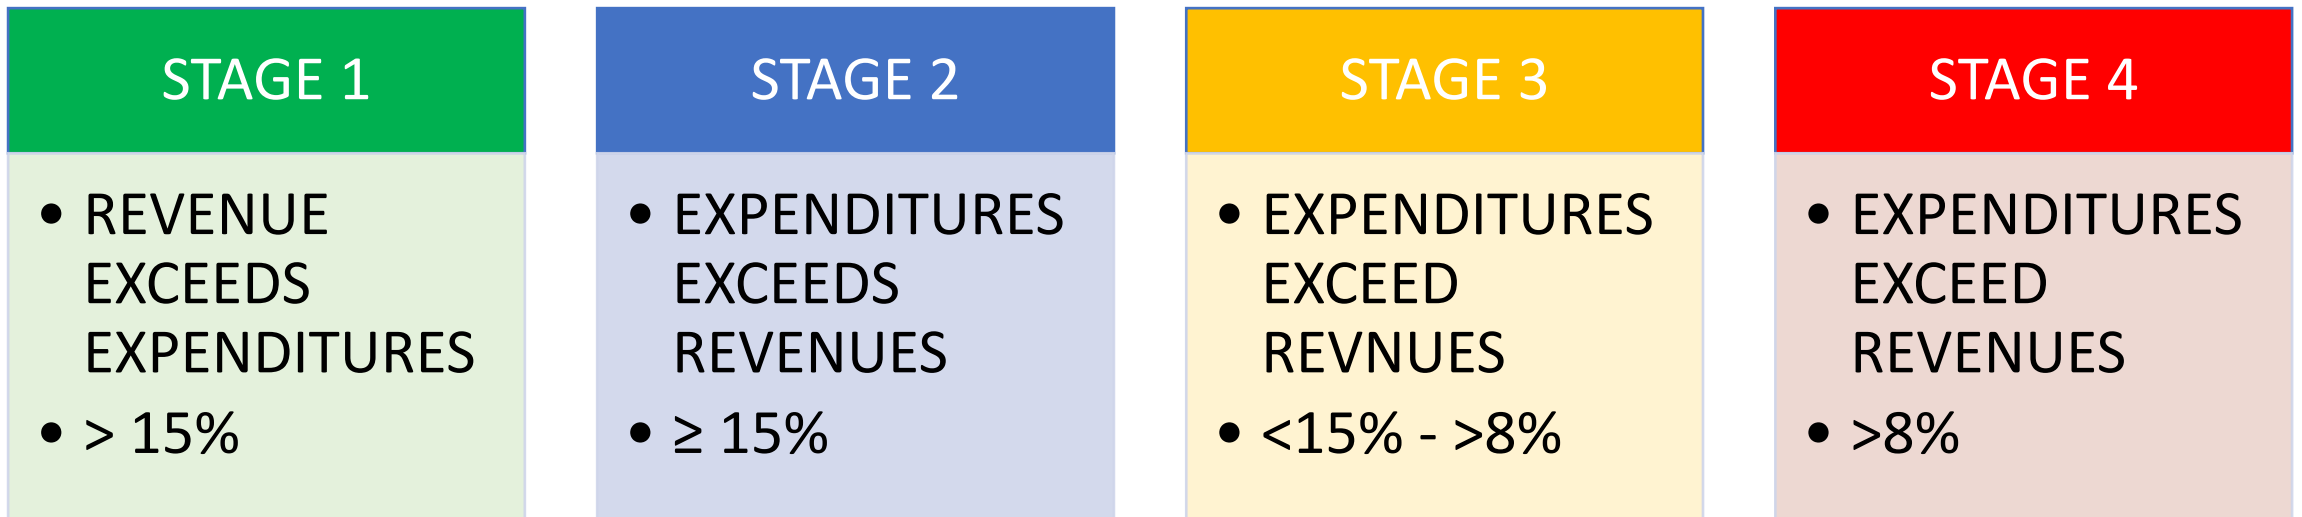 STAGE 1
• REVENUE
EXCEEDS
EXPENDITURES
• > 15%
STAGE 2
• EXPENDITURES
EXCEEDS
REVENUES
• ≥ 15%
STAGE 3
• EXPENDITURES
EXCEED
REVNUES
• <15% - >8%
STAGE 4
• EXPENDITURES
EXCEED
REVENUES
• >8%